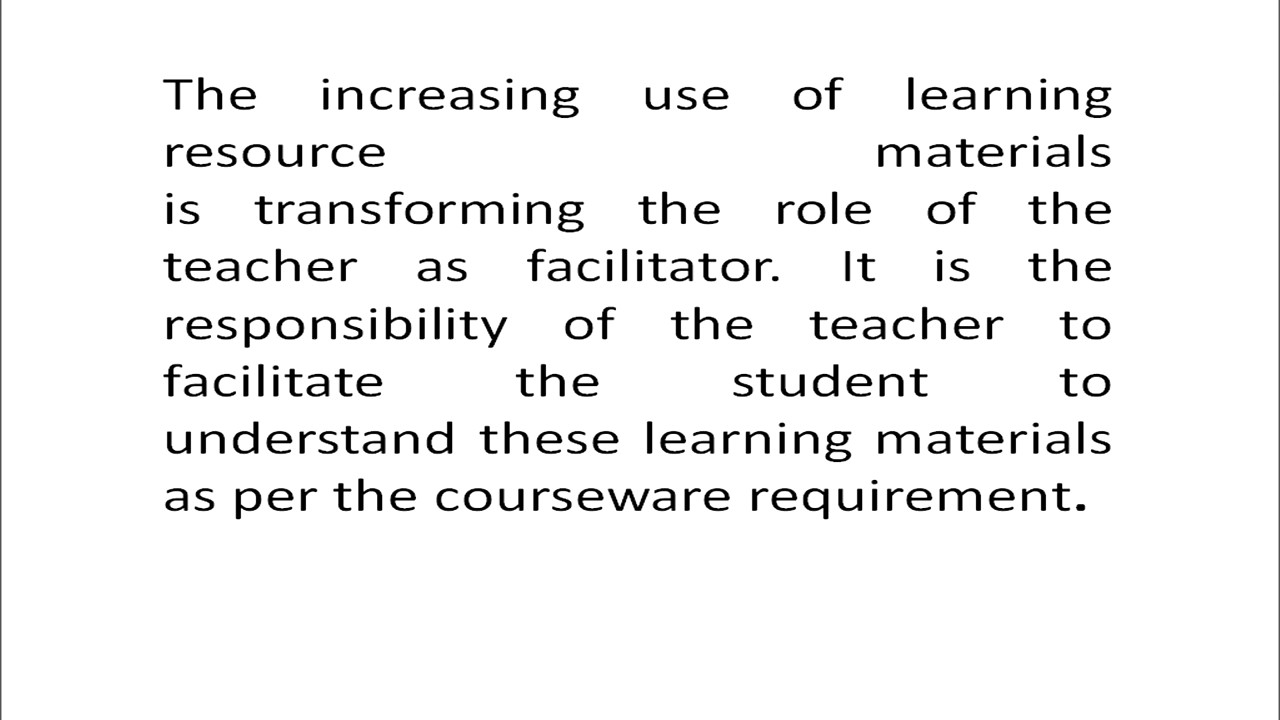 The increasing use of learning
resource materials
is transforming the role of the
teacher as facilitator. It is the
responsibility of the teacher to
facilitate the student to
understand these learning materials
as per the courseware requirement.